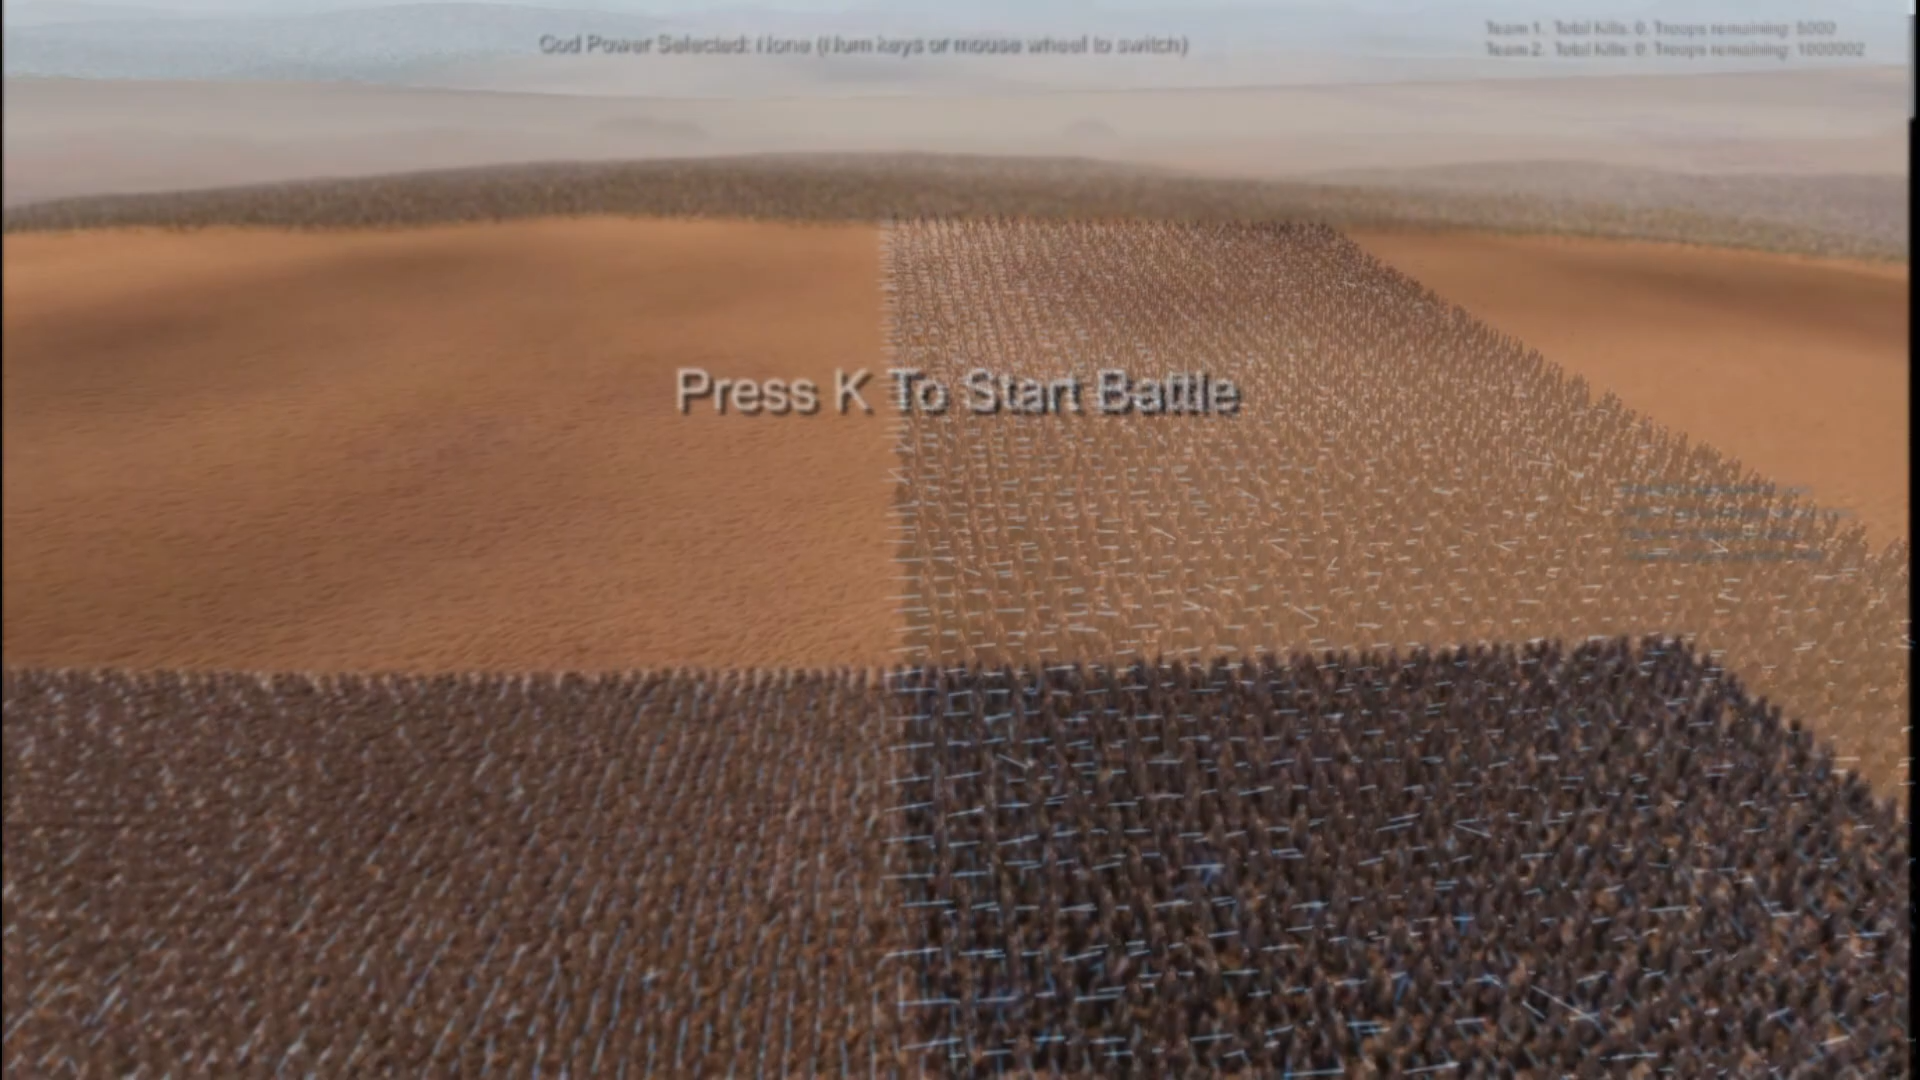 God Power Selected: None (Num keys or mouse wheel to switch)
Team 1. Total Kills: 0. Troops remaining: 5000
Team 2. Total Kills: 0. Troops remaining: 1000002
Press K To Start Battle